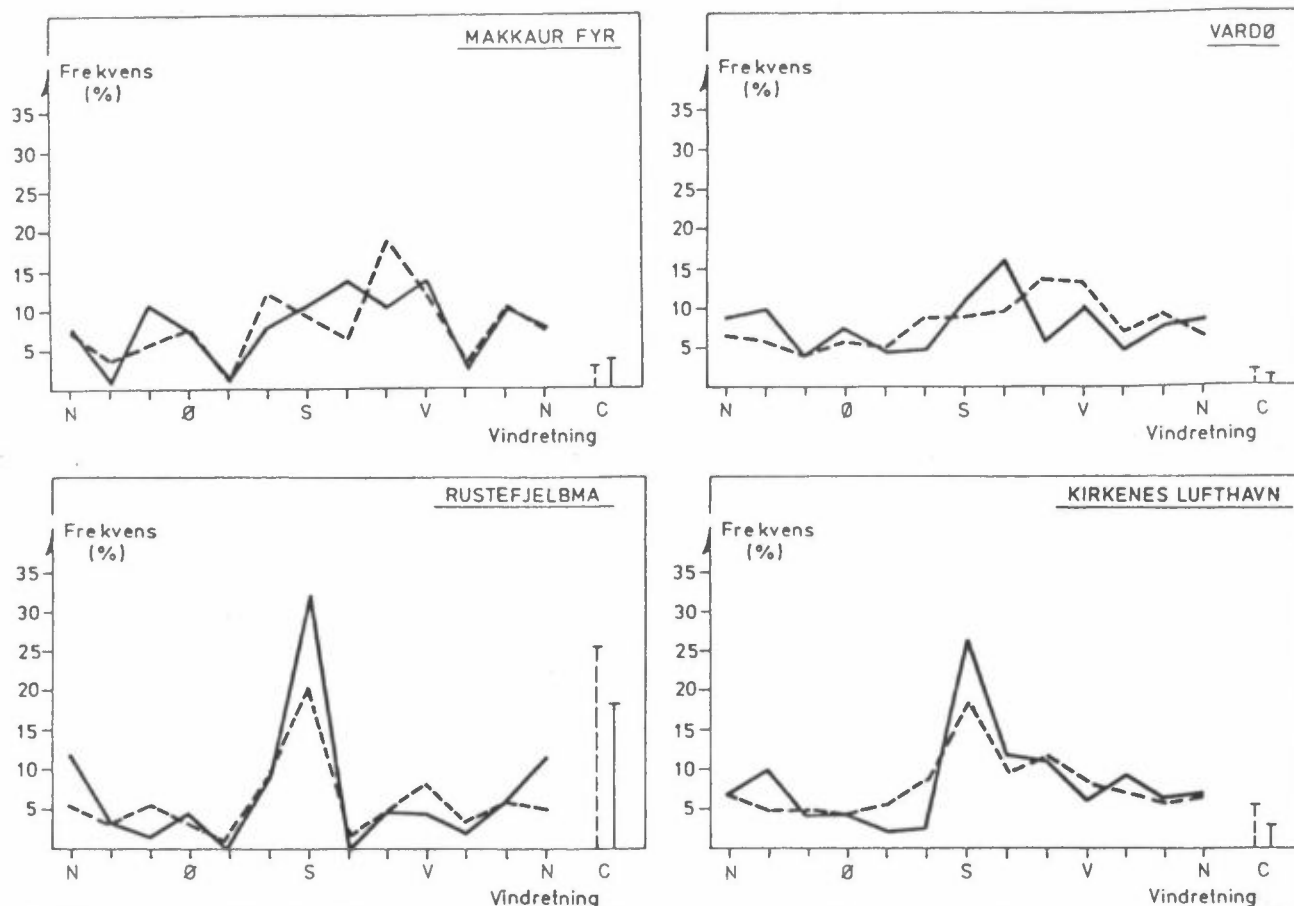 MAKKAUR FYR
Frekvens
(%)
35
30
25
20
15
10
5
N
Ø
S
V
N
C
Vindretning
VARDØ
Frekvens
(%)
35
30
25
20
15
10
5
N
Ø
S
V
N
C
Vindretning
RUSTEFJELBMA
Frekvens
(%)
35
30
25
20
15
10
5
N
Ø
S
V
N
C
Vindretning
KIRKENES LUFTHAVN
Frekvens
(%)
35
30
25
20
15
10
5
N
Ø
S
V
N
C
Vindretning